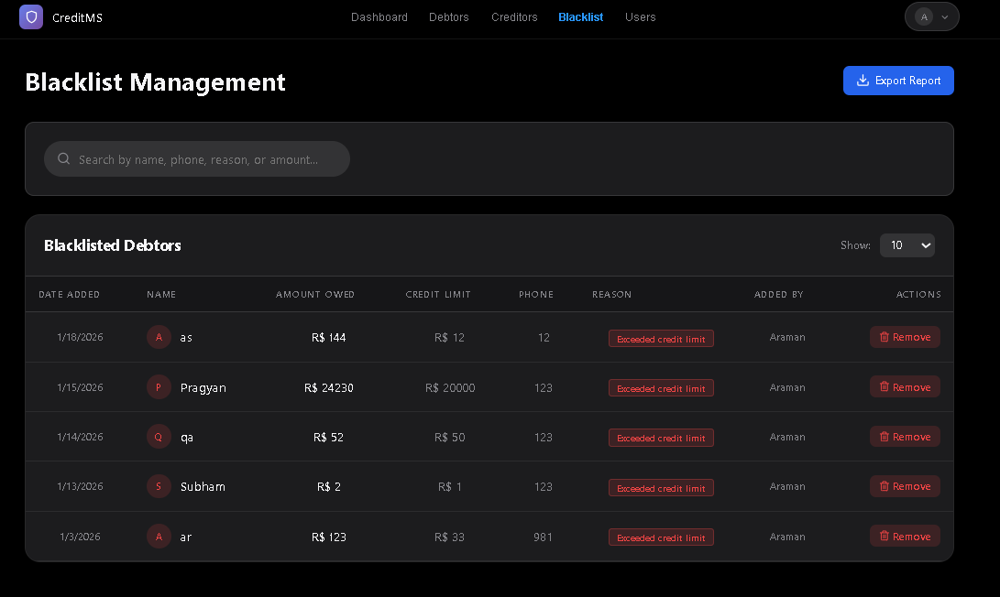 CreditMS Dashboard Debtors Creditors Blacklist Users A
Blacklist Management Export Report
Search by name, phone, reason, or amount...
Blacklisted Debtors Show: 10
DATE ADDED NAME AMOUNT OWED CREDIT LIMIT PHONE REASON ADDED BY ACTIONS
1/18/2026 A as R$ 144 R$ 12 12 Exceeded credit limit Araman Remove
1/15/2026 P Pragyan R$ 24230 R$ 20000 123 Exceeded credit limit Araman Remove
1/14/2026 Q qa R$ 52 R$ 50 123 Exceeded credit limit Araman Remove
1/13/2026 S Subham R$ 2 R$ 1 123 Exceeded credit limit Araman Remove
1/3/2026 A ar R$ 123 R$ 33 981 Exceeded credit limit Araman Remove